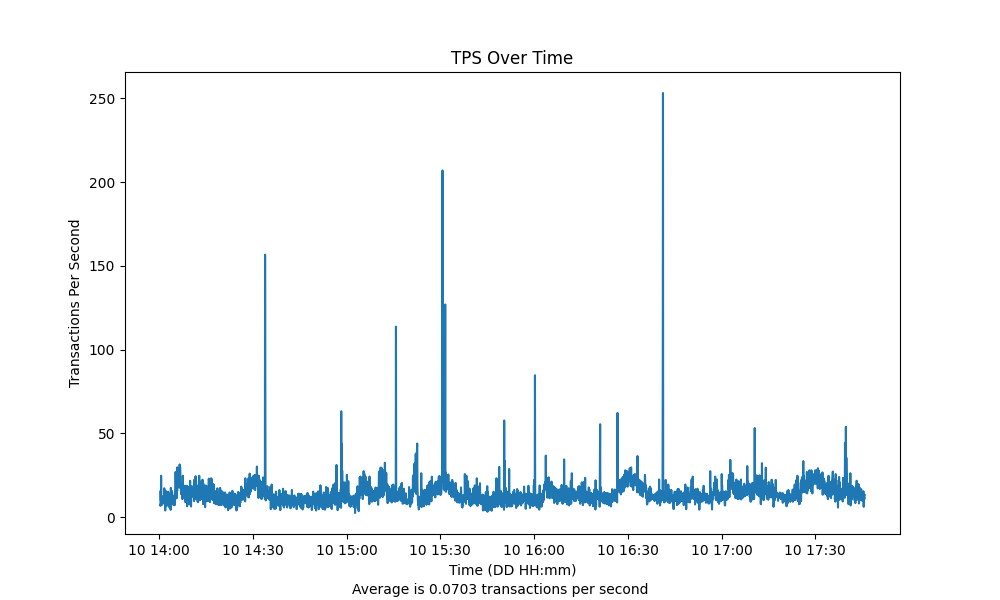 TPS Over Time
Transactions Per Second
250
200
150
100
50
0
10 14:00 10 14:30 10 15:00 10 15:30 10 16:00 10 16:30 10 17:00 10 17:30
Time (DD HH:mm)
Average is 0.0703 transactions per second